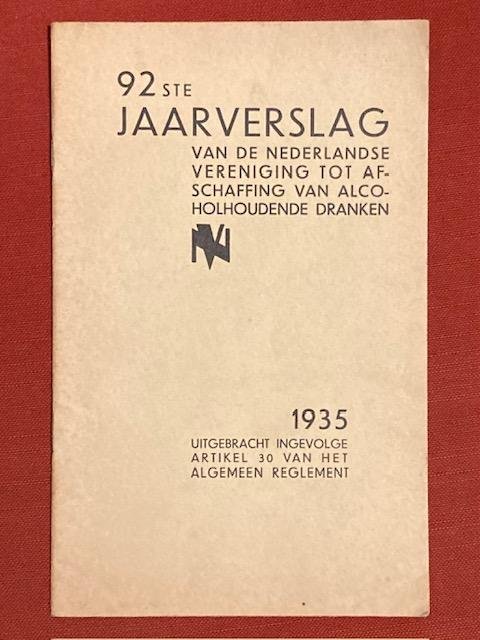 92STE
JAARVERSLAG
VAN DE NEDERLANDSE
VERENIGING TOT AF-
SCHAFFING VAN ALCO-
HOLHOUDENDE DRANKEN
1935
UITGEBRACHT INGEVOLGE
ARTIKEL 30 VAN HET
ALGEMEEN REGLEMENT